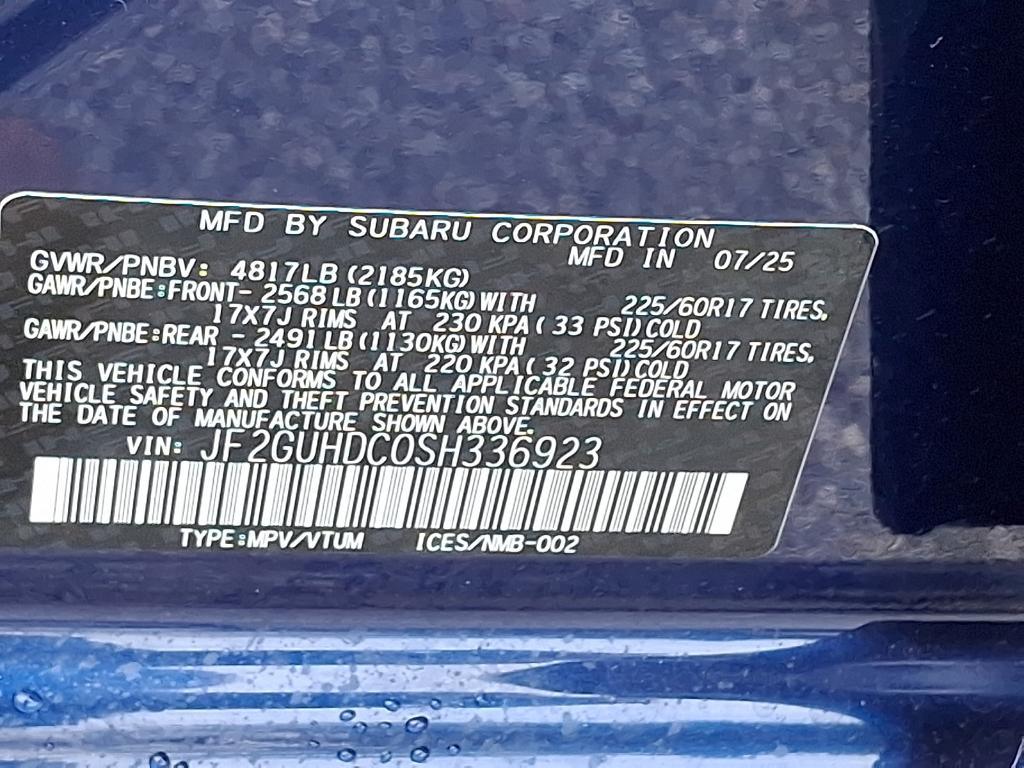 MFD BY SUBARU CORPORATION
MFD IN 07/25
GVWR/PNBV: 4817LB (2185KG)
GAWR/PNBE:FRONT- 2568 LB (1165KG) WITH 225/60R17 TIRES,
17X7J RIMS AT 230 KPA ( 33 PSI) COLD
GAWR/PNBE:REAR - 2491 LB (1130KG) WITH 225/60R17 TIRES,
17X7J RIMS AT 220 KPA ( 32 PSI) COLD
THIS VEHICLE CONFORMS TO ALL APPLICABLE FEDERAL MOTOR
VEHICLE SAFETY AND THEFT PREVENTION STANDARDS IN EFFECT ON
THE DATE OF MANUFACTURE SHOWN ABOVE.
VIN: JF2GUHDC0SH336923
TYPE:MPV/VTUM ICES/NMB-002